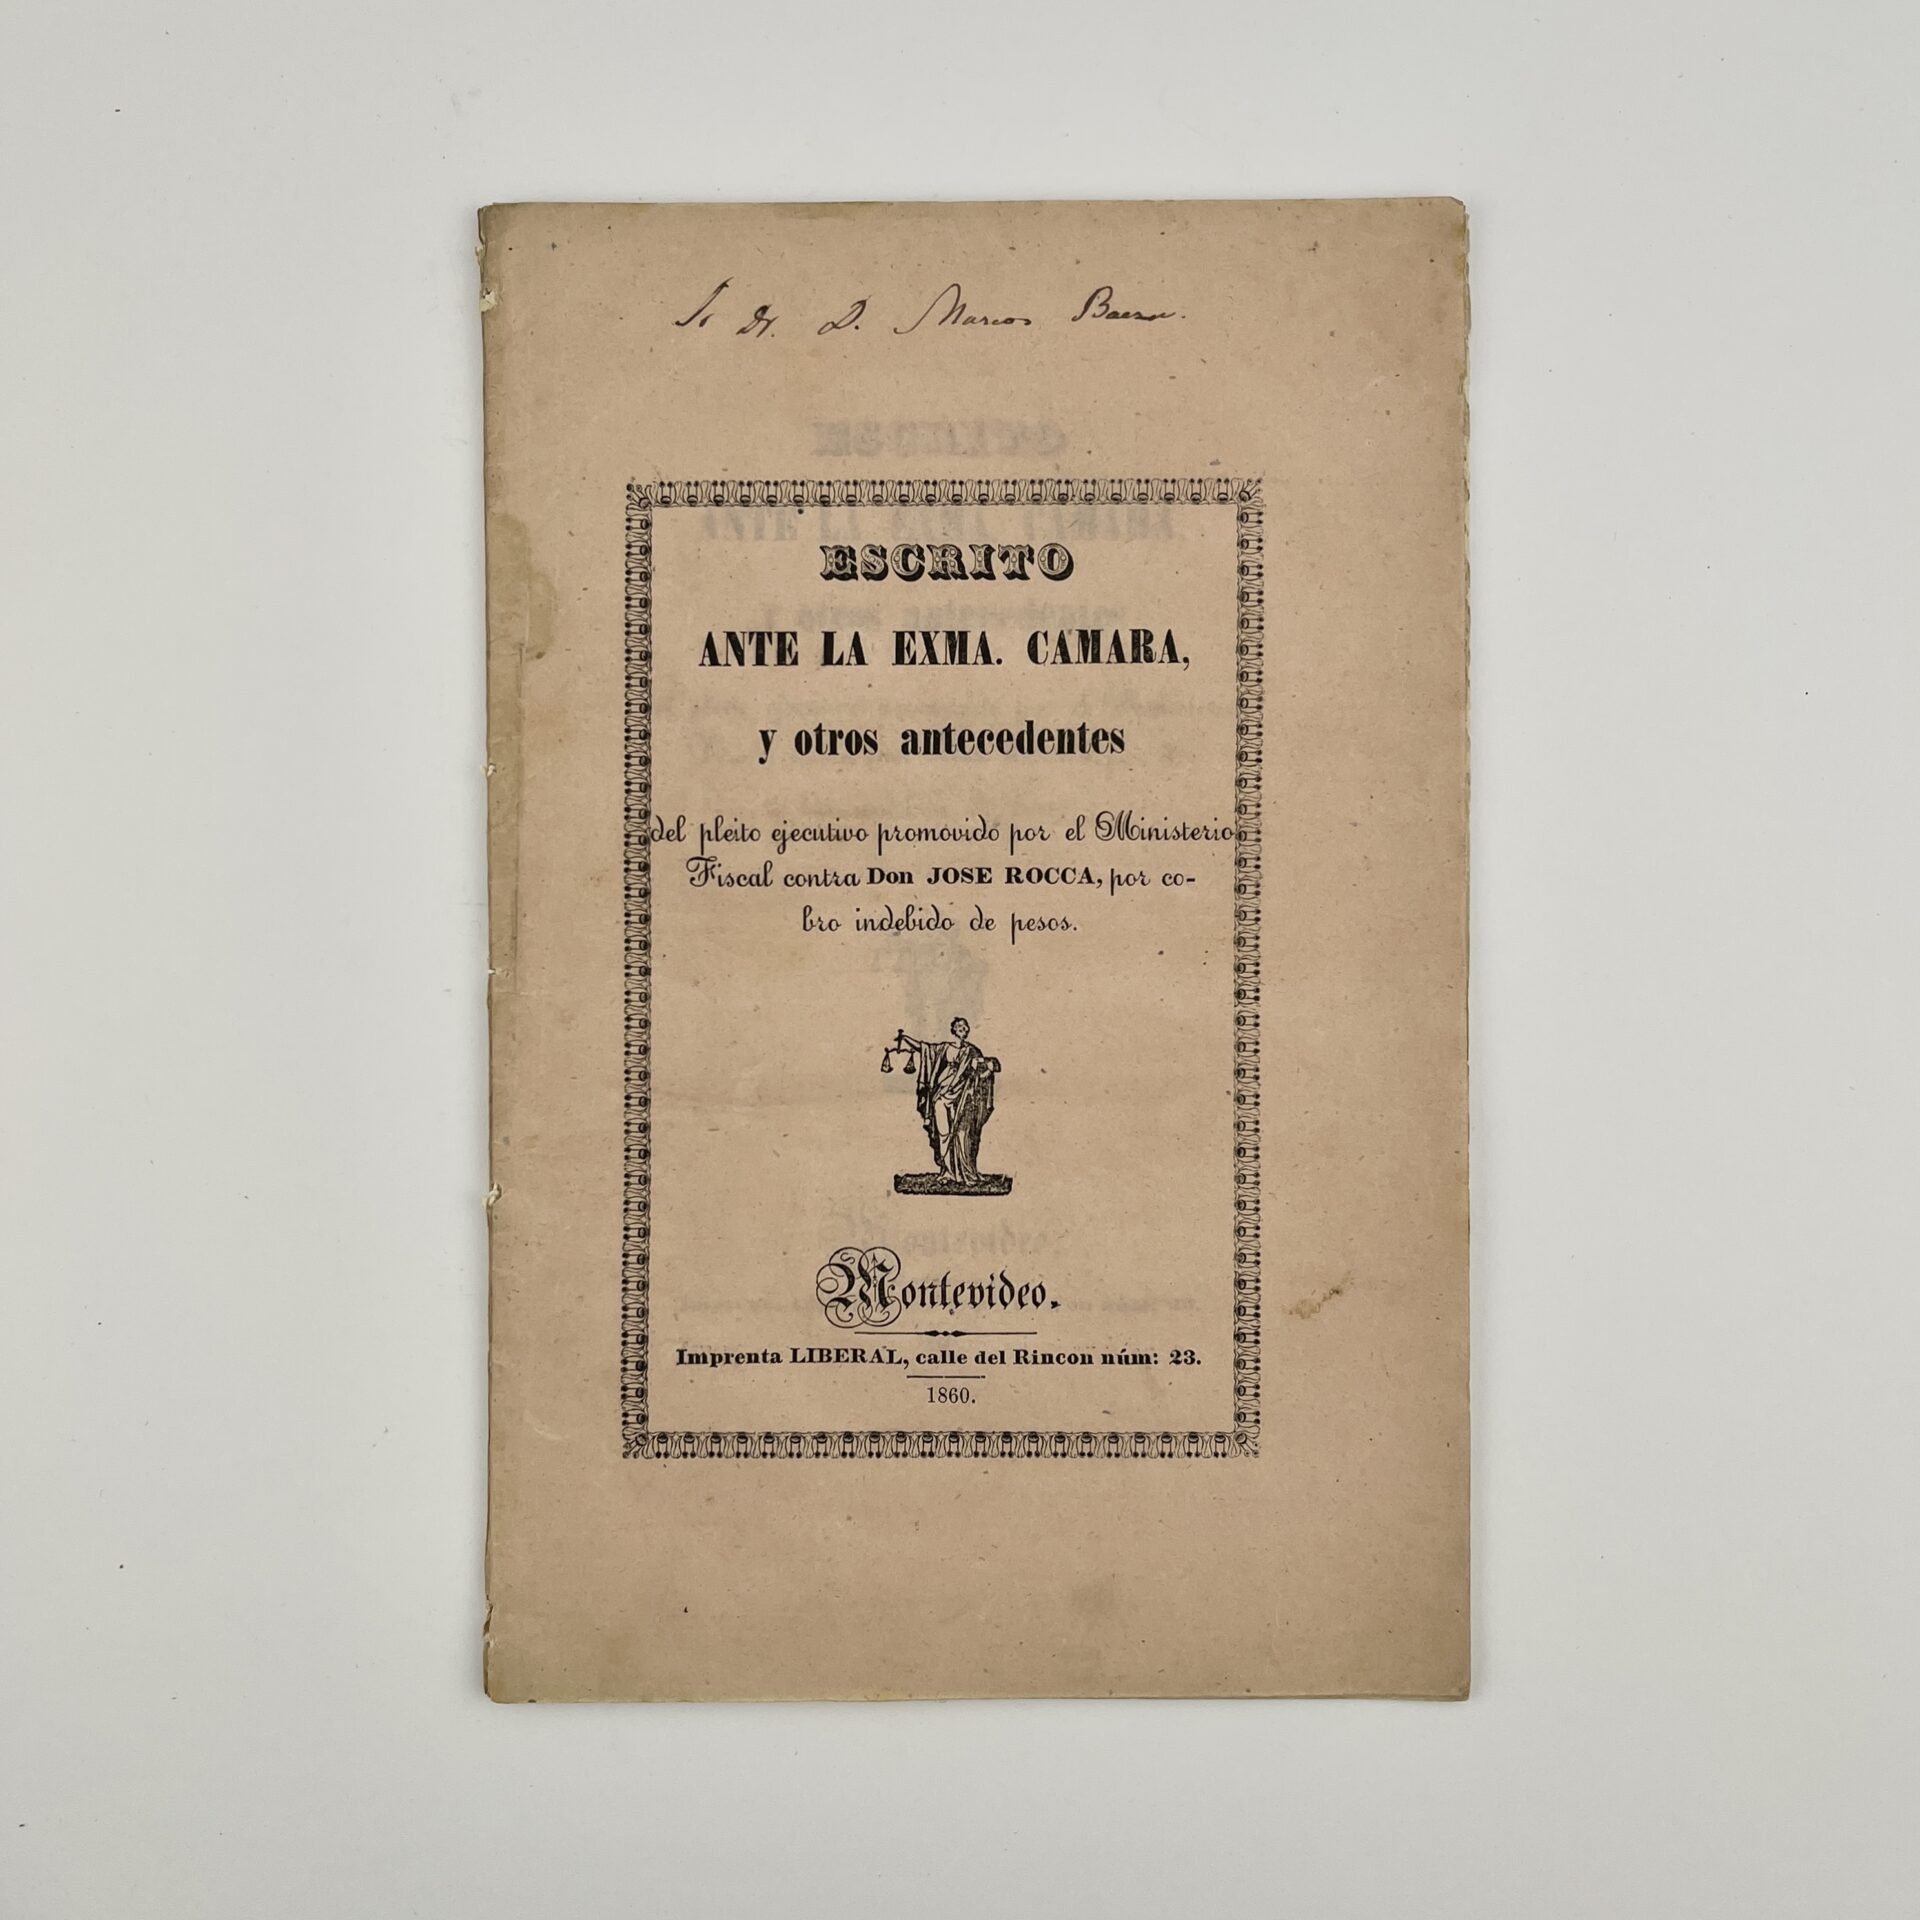 Sr Dr. D. Marcos Baeza.
ESCRITO
ANTE LA EXMA. CAMARA,
y otros antecedentes
del pleito ejecutivo promovido por el Ministerio
Fiscal contra Don JOSE ROCCA, por co-
bro indebido de pesos.
Montevideo.
Imprenta LIBERAL, calle del Rincon núm: 23.
1860.